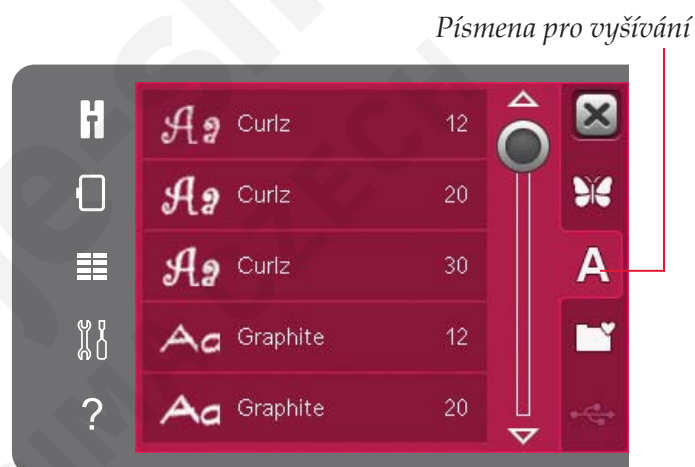 Písmena pro vyšívání
Aa Curlz 12
Aa Curlz 20
Aa Curlz 30
Aa Graphite 12
Aa Graphite 20
A
?